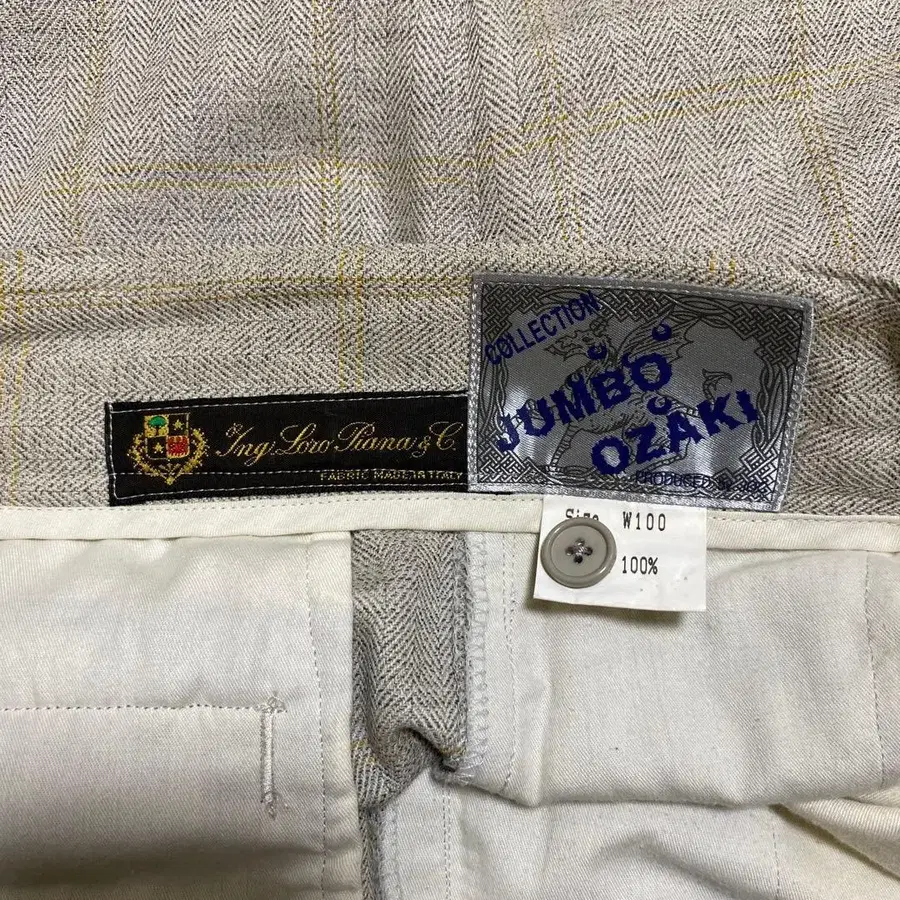 COLLECTION
JUMBO
OZAKI
PRODUCED
Ing. Loro Piana & C
FABRIC MADE IN ITALY
Size W100
100%